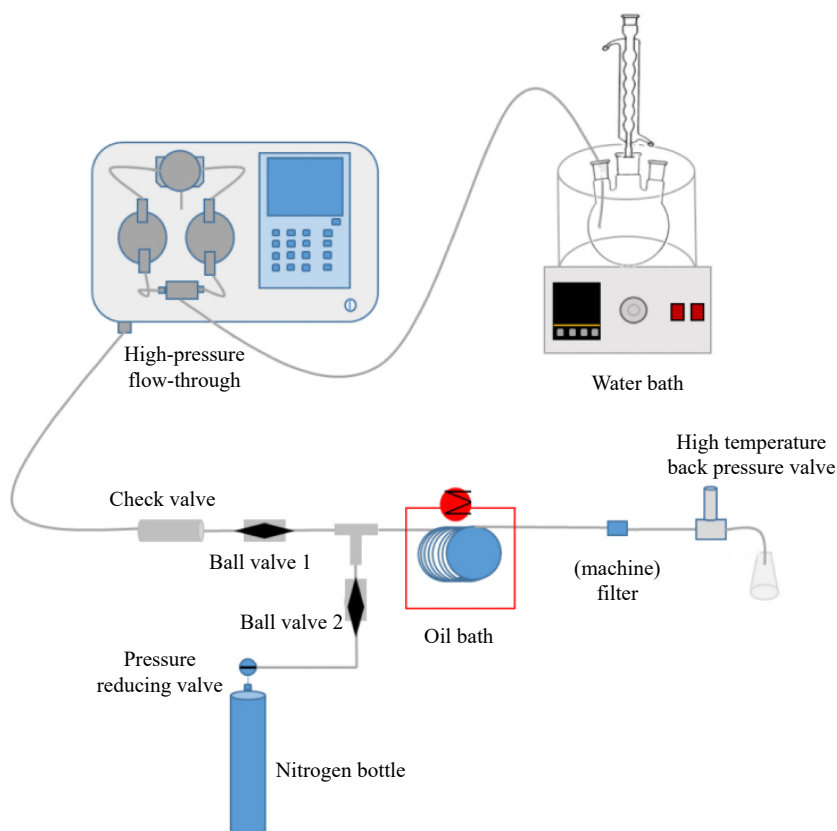 High-pressure
flow-through
Water bath
High temperature
back pressure valve
Check valve
Ball valve 1
(machine)
filter
Ball valve 2
Oil bath
Pressure
reducing valve
Nitrogen bottle